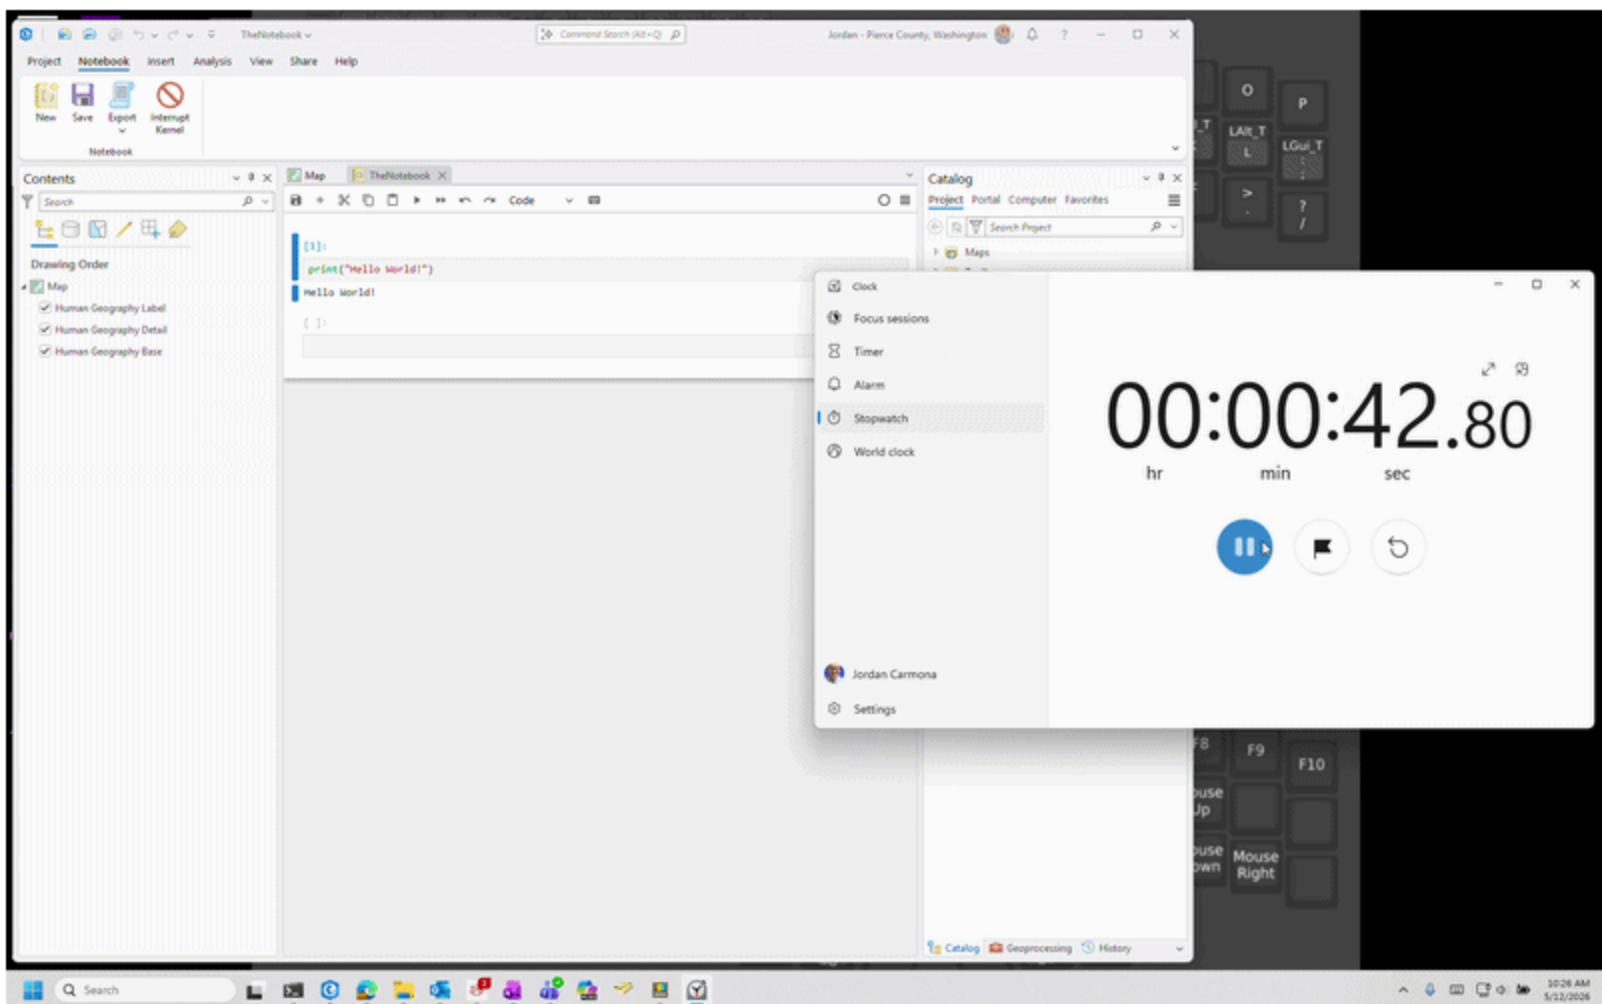 TheNotebook
Command Search (Alt+Q)
Jordan - Pierce County, Washington
?
Project
Notebook
Insert
Analysis
View
Share
Help
New
Save
Export
Interrupt
Kernel
Notebook
Contents
Search
Drawing Order
Map
Human Geography Label
Human Geography Detail
Human Geography Base
Map
TheNotebook
Code
[1]:
print("Hello World!")
Hello World!
[ ]:
Catalog
Project
Portal
Computer
Favorites
Search Project
Maps
Catalog
Geoprocessing
History
Clock
Focus sessions
Timer
Alarm
Stopwatch
World clock
Jordan Carmona
Settings
00:00:42.80
hr
min
sec
O
P
LAlt_T
L
LGui_T
:
;
>
.
?
/
F8
F9
F10
Mouse
Right
Search
10:26 AM
5/12/2026